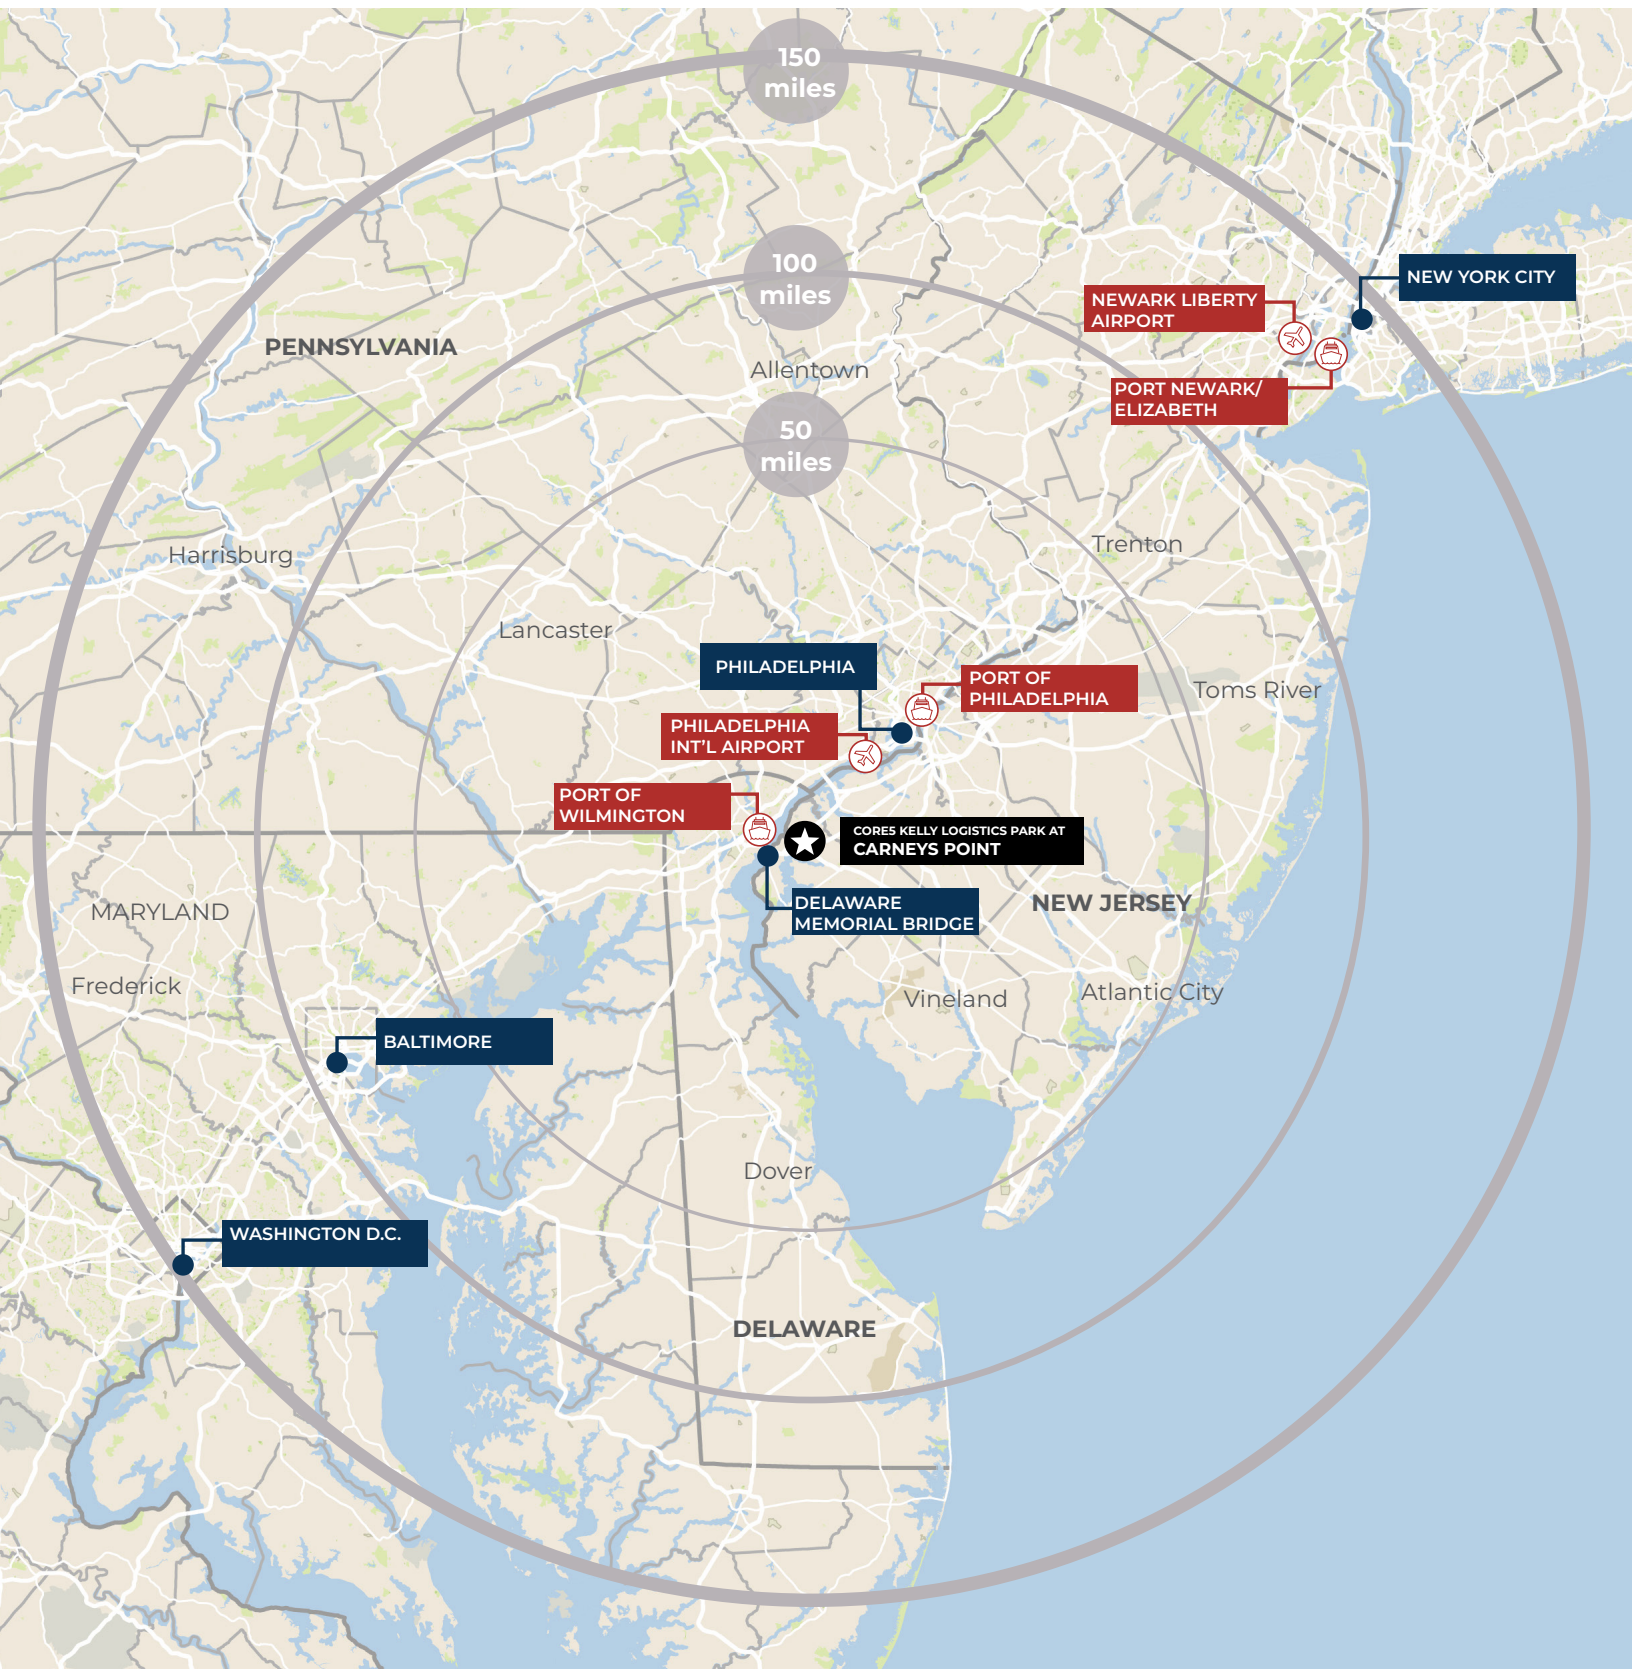 150
miles
100
miles
NEW YORK CITY
NEWARK LIBERTY
AIRPORT
PENNSYLVANIA
Allentown
PORT NEWARK/
ELIZABETH
50
miles
Harrisburg
Trenton
Lancaster
PHILADELPHIA
PORT OF
PHILADELPHIA
Toms River
PHILADELPHIA
INT'L AIRPORT
PORT OF
WILMINGTON
CORE5 KELLY LOGISTICS PARK AT
CARNEYS POINT
MARYLAND
DELAWARE
MEMORIAL BRIDGE
NEW JERSEY
Frederick
Vineland
Atlantic City
BALTIMORE
Dover
WASHINGTON D.C.
DELAWARE